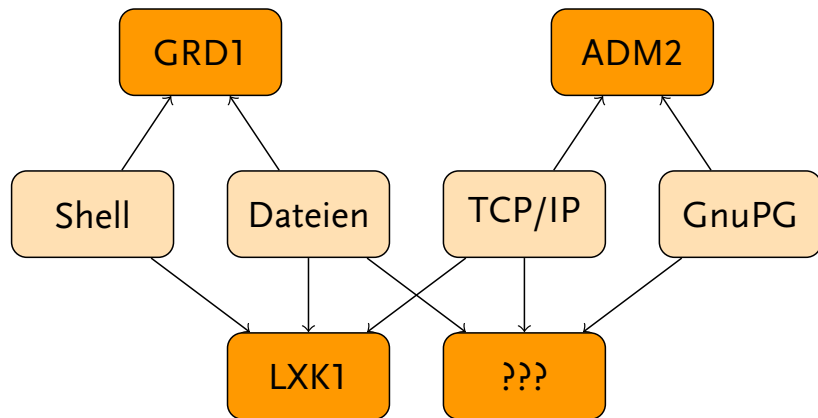 GRD1
ADM2
Shell
Dateien
TCP/IP
GnuPG
LXK1
???